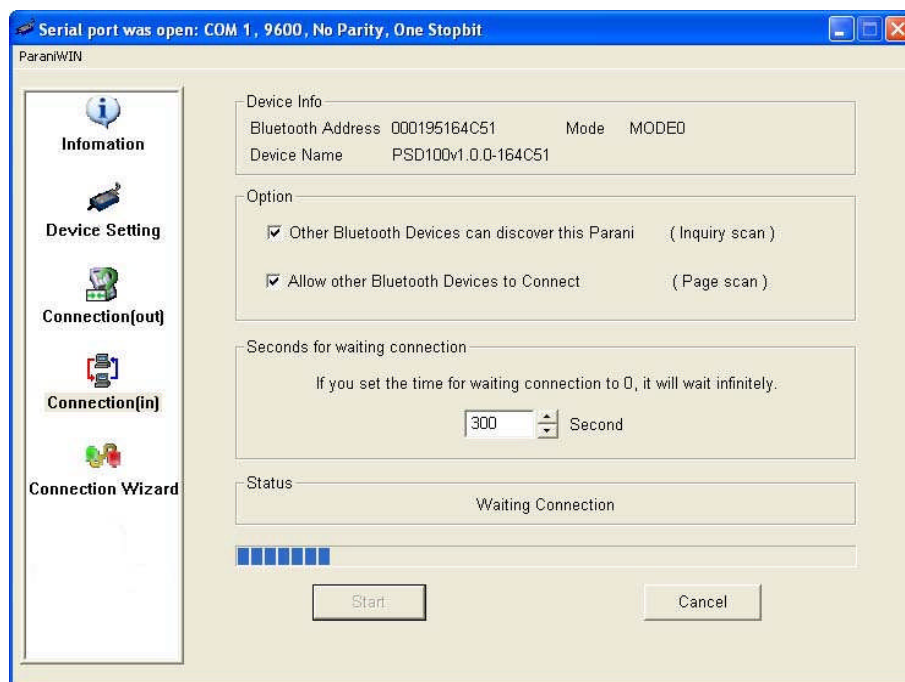 Serial port was open: COM 1, 9600, No Parity, One Stopbit
ParaniWIN
Infomation
Device Setting
Connection(out)
Connection(in)
Connection Wizard
Device Info
Bluetooth Address 000195164C51 Mode MODE0
Device Name PSD100v1.0.0-164C51
Option
Other Bluetooth Devices can discover this Parani ( Inquiry scan )
Allow other Bluetooth Devices to Connect ( Page scan )
Seconds for waiting connection
If you set the time for waiting connection to 0, it will wait infinitely.
300 Second
Status
Waiting Connection
Start Cancel